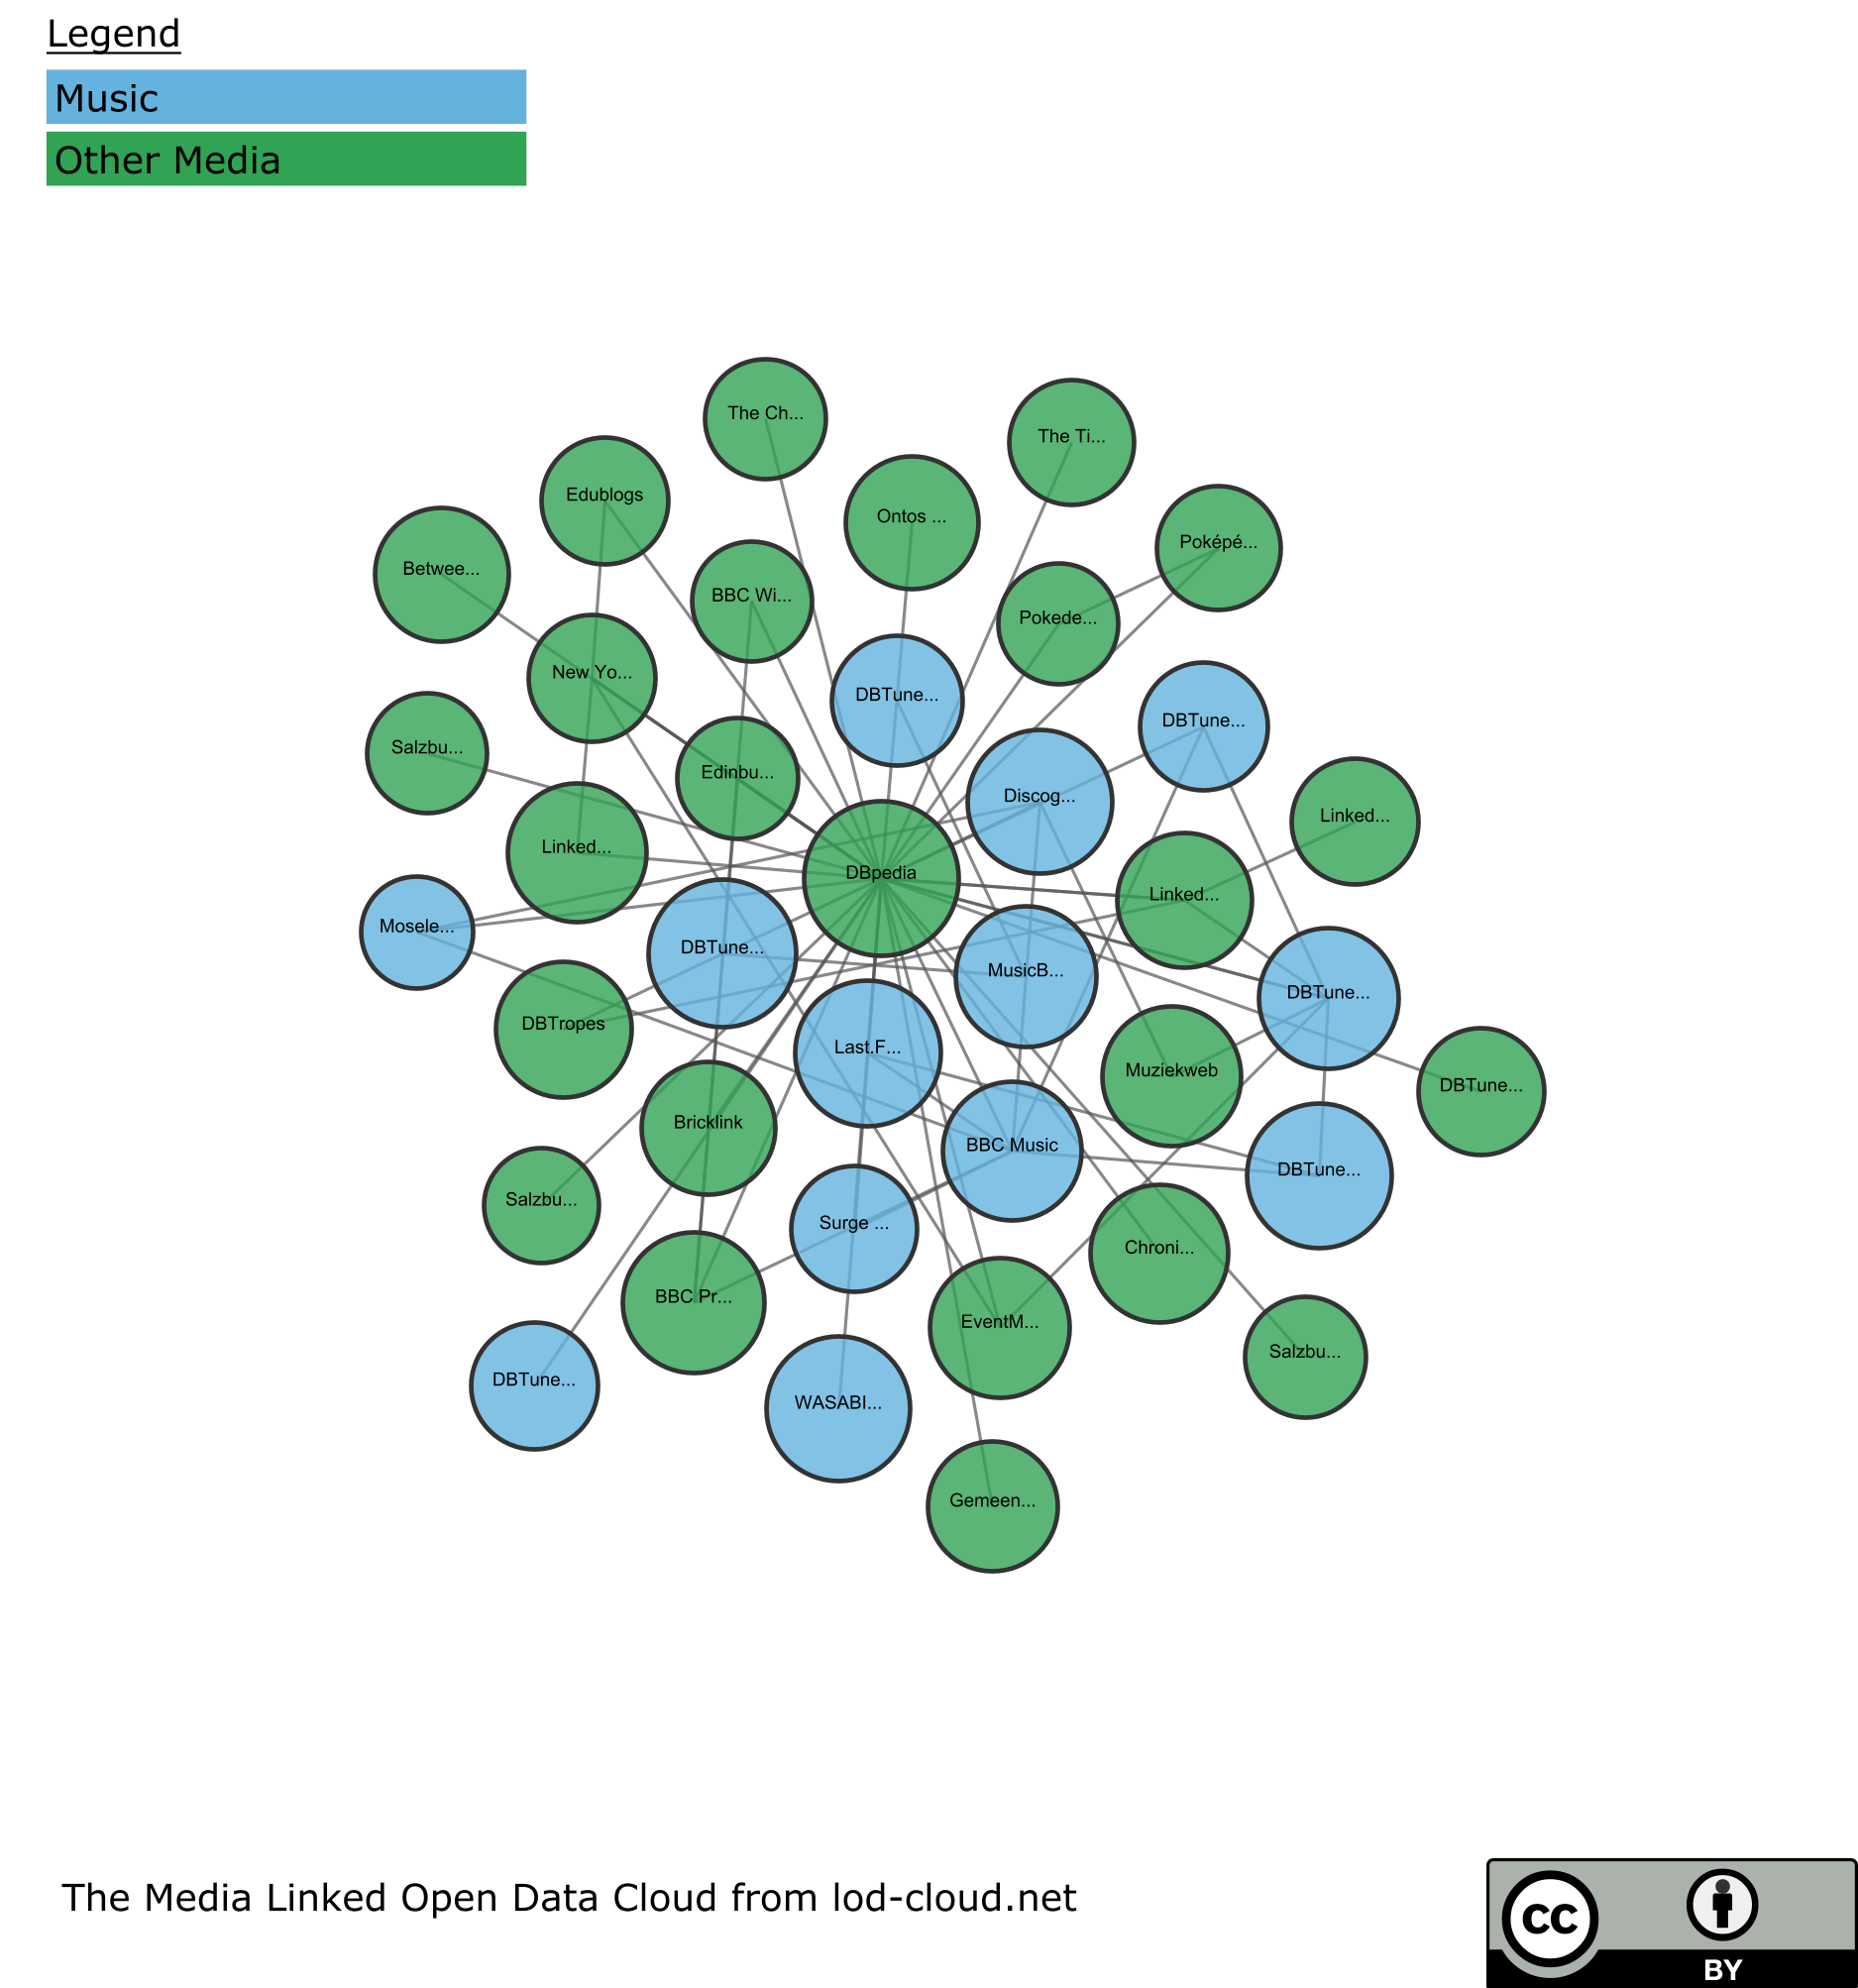 Legend
Music
Other Media
The Ch...
The Ti...
Edublogs
Ontos ...
Poképé...
Betwee...
BBC Wi...
Pokede...
New Yo...
DBTune...
DBTune...
Salzbu...
Edinbu...
Discog...
Linked...
Linked...
DBpedia
Linked...
Mosele...
DBTune...
MusicB...
DBTune...
DBTropes
Last.F...
Muziekweb
DBTune...
Bricklink
BBC Music
DBTune...
Salzbu...
Surge ...
Chroni...
BBC Pr...
EventM...
Salzbu...
DBTune...
WASABI...
Gemeen...
The Media Linked Open Data Cloud from lod-cloud.net
cc
BY